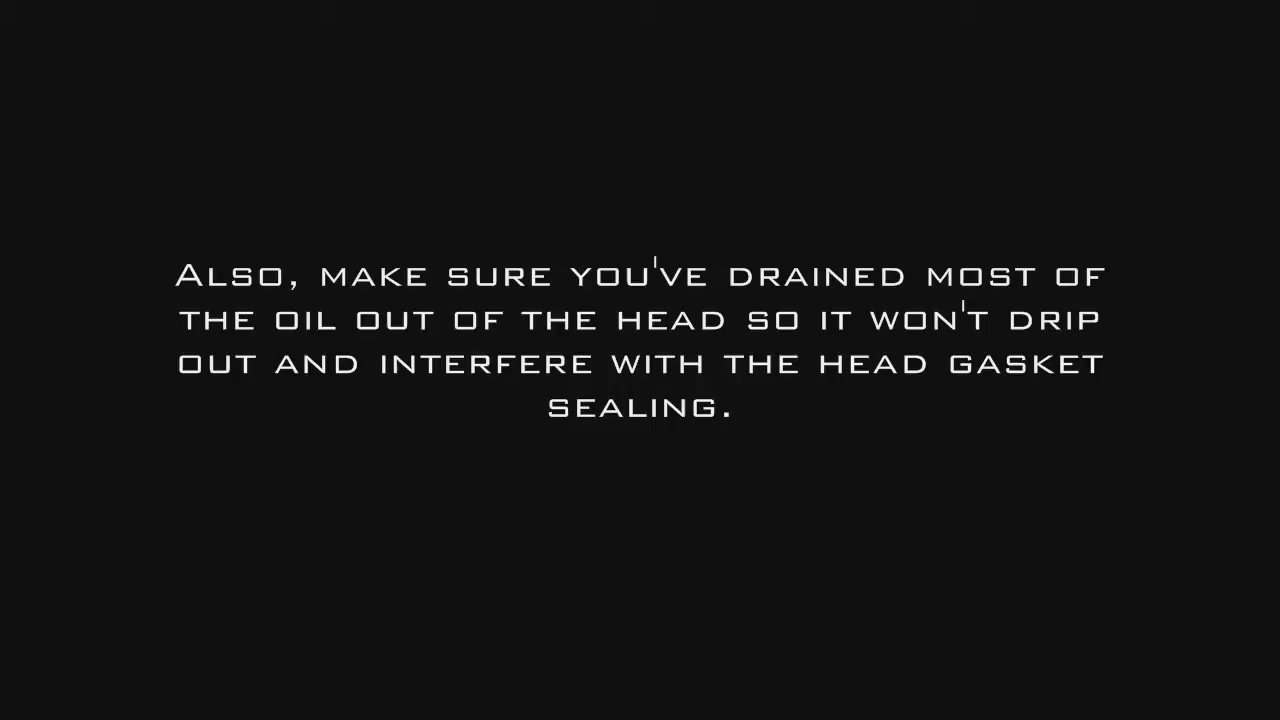 Also, make sure you've drained most of
the oil out of the head so it won't drip
out and interfere with the head gasket
sealing.